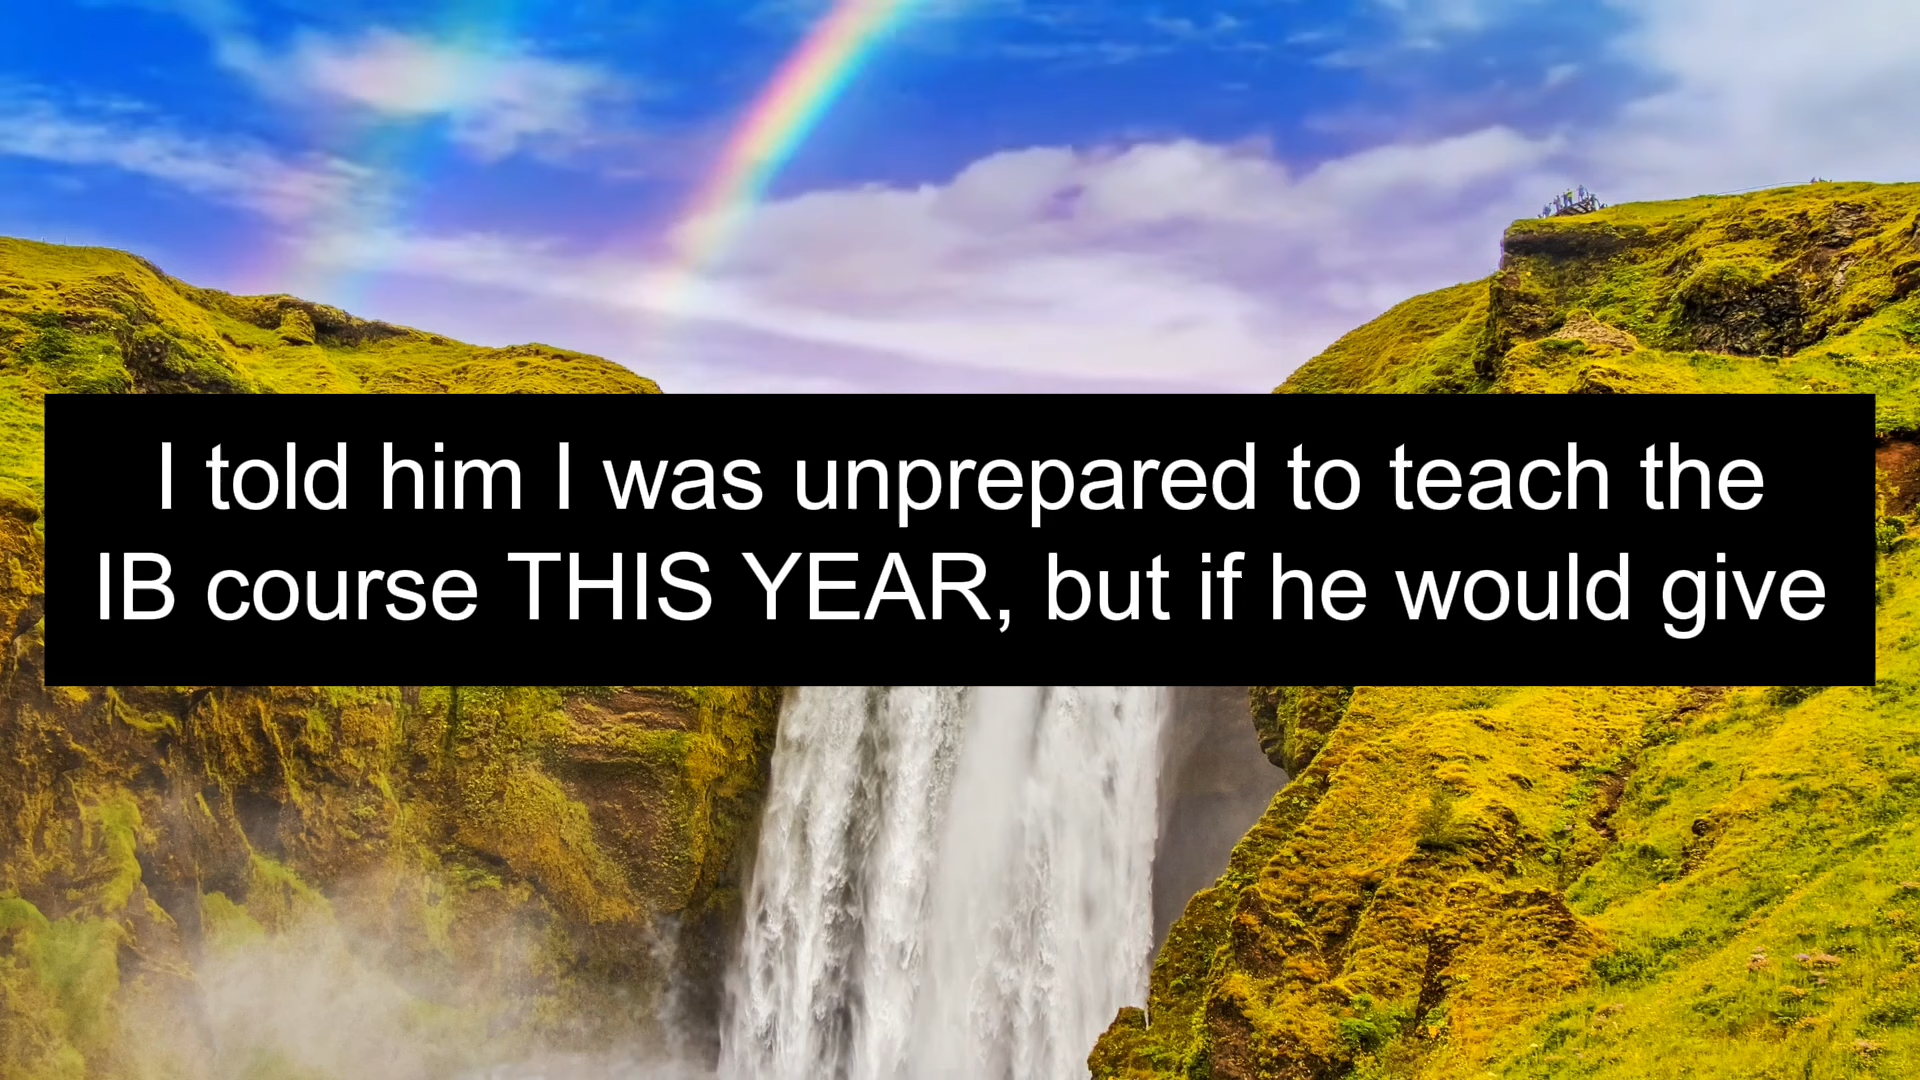 I told him I was unprepared to teach the
IB course THIS YEAR, but if he would give